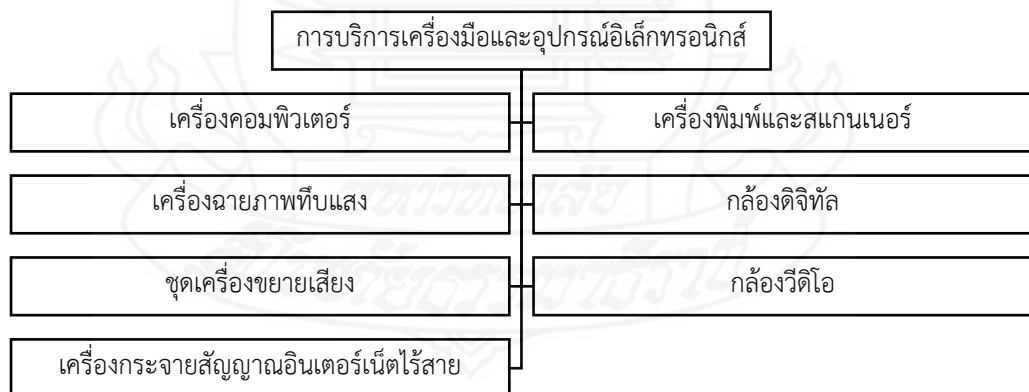 การบริการเครื่องมือและอุปกรณ์อิเล็กทรอนิกส์
เครื่องคอมพิวเตอร์
เครื่องพิมพ์และสแกนเนอร์
เครื่องฉายภาพทึบแสง
กล้องดิจิทัล
ชุดเครื่องขยายเสียง
กล้องวีดิโอ
เครื่องกระจายสัญญาณอินเตอร์เน็ตไร้สาย